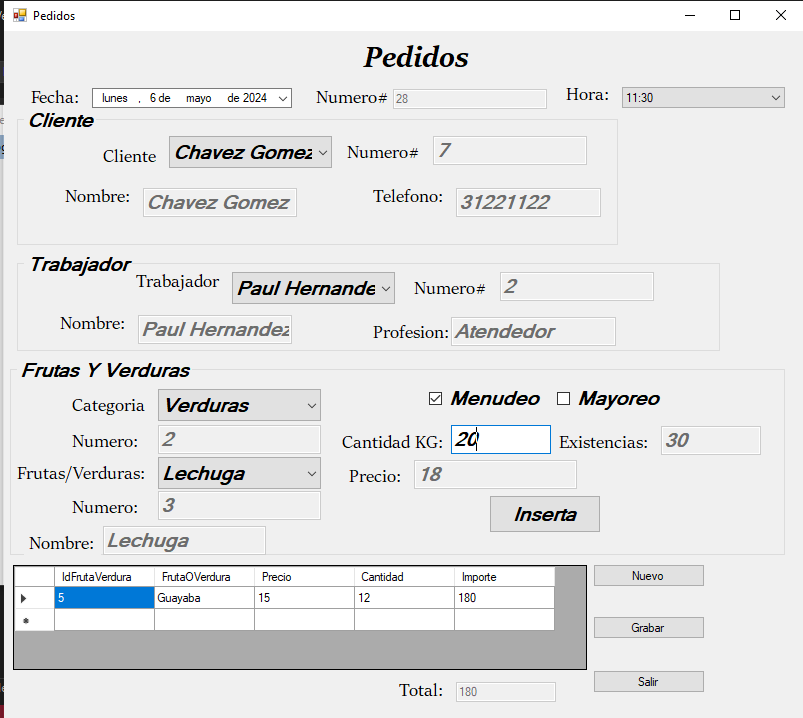 Pedidos
Pedidos
Fecha: lunes , 6 de mayo de 2024 Numero# 28 Hora: 11:30
Cliente
Cliente Chavez Gomez Numero# 7
Nombre: Chavez Gomez Telefono: 31221122
Trabajador
Trabajador Paul Hernande Numero# 2
Nombre: Paul Hernandez Profesion: Atendedor
Frutas Y Verduras
Categoria Verduras Menudeo Mayoreo
Numero: 2 Cantidad KG: 20 Existencias: 30
Frutas/Verduras: Lechuga Precio: 18
Numero: 3 Inserta
Nombre: Lechuga
IdFrutaVerdura FrutaOVerdura Precio Cantidad Importe Nuevo
5 Guayaba 15 12 180
Grabar
Salir
Total: 180